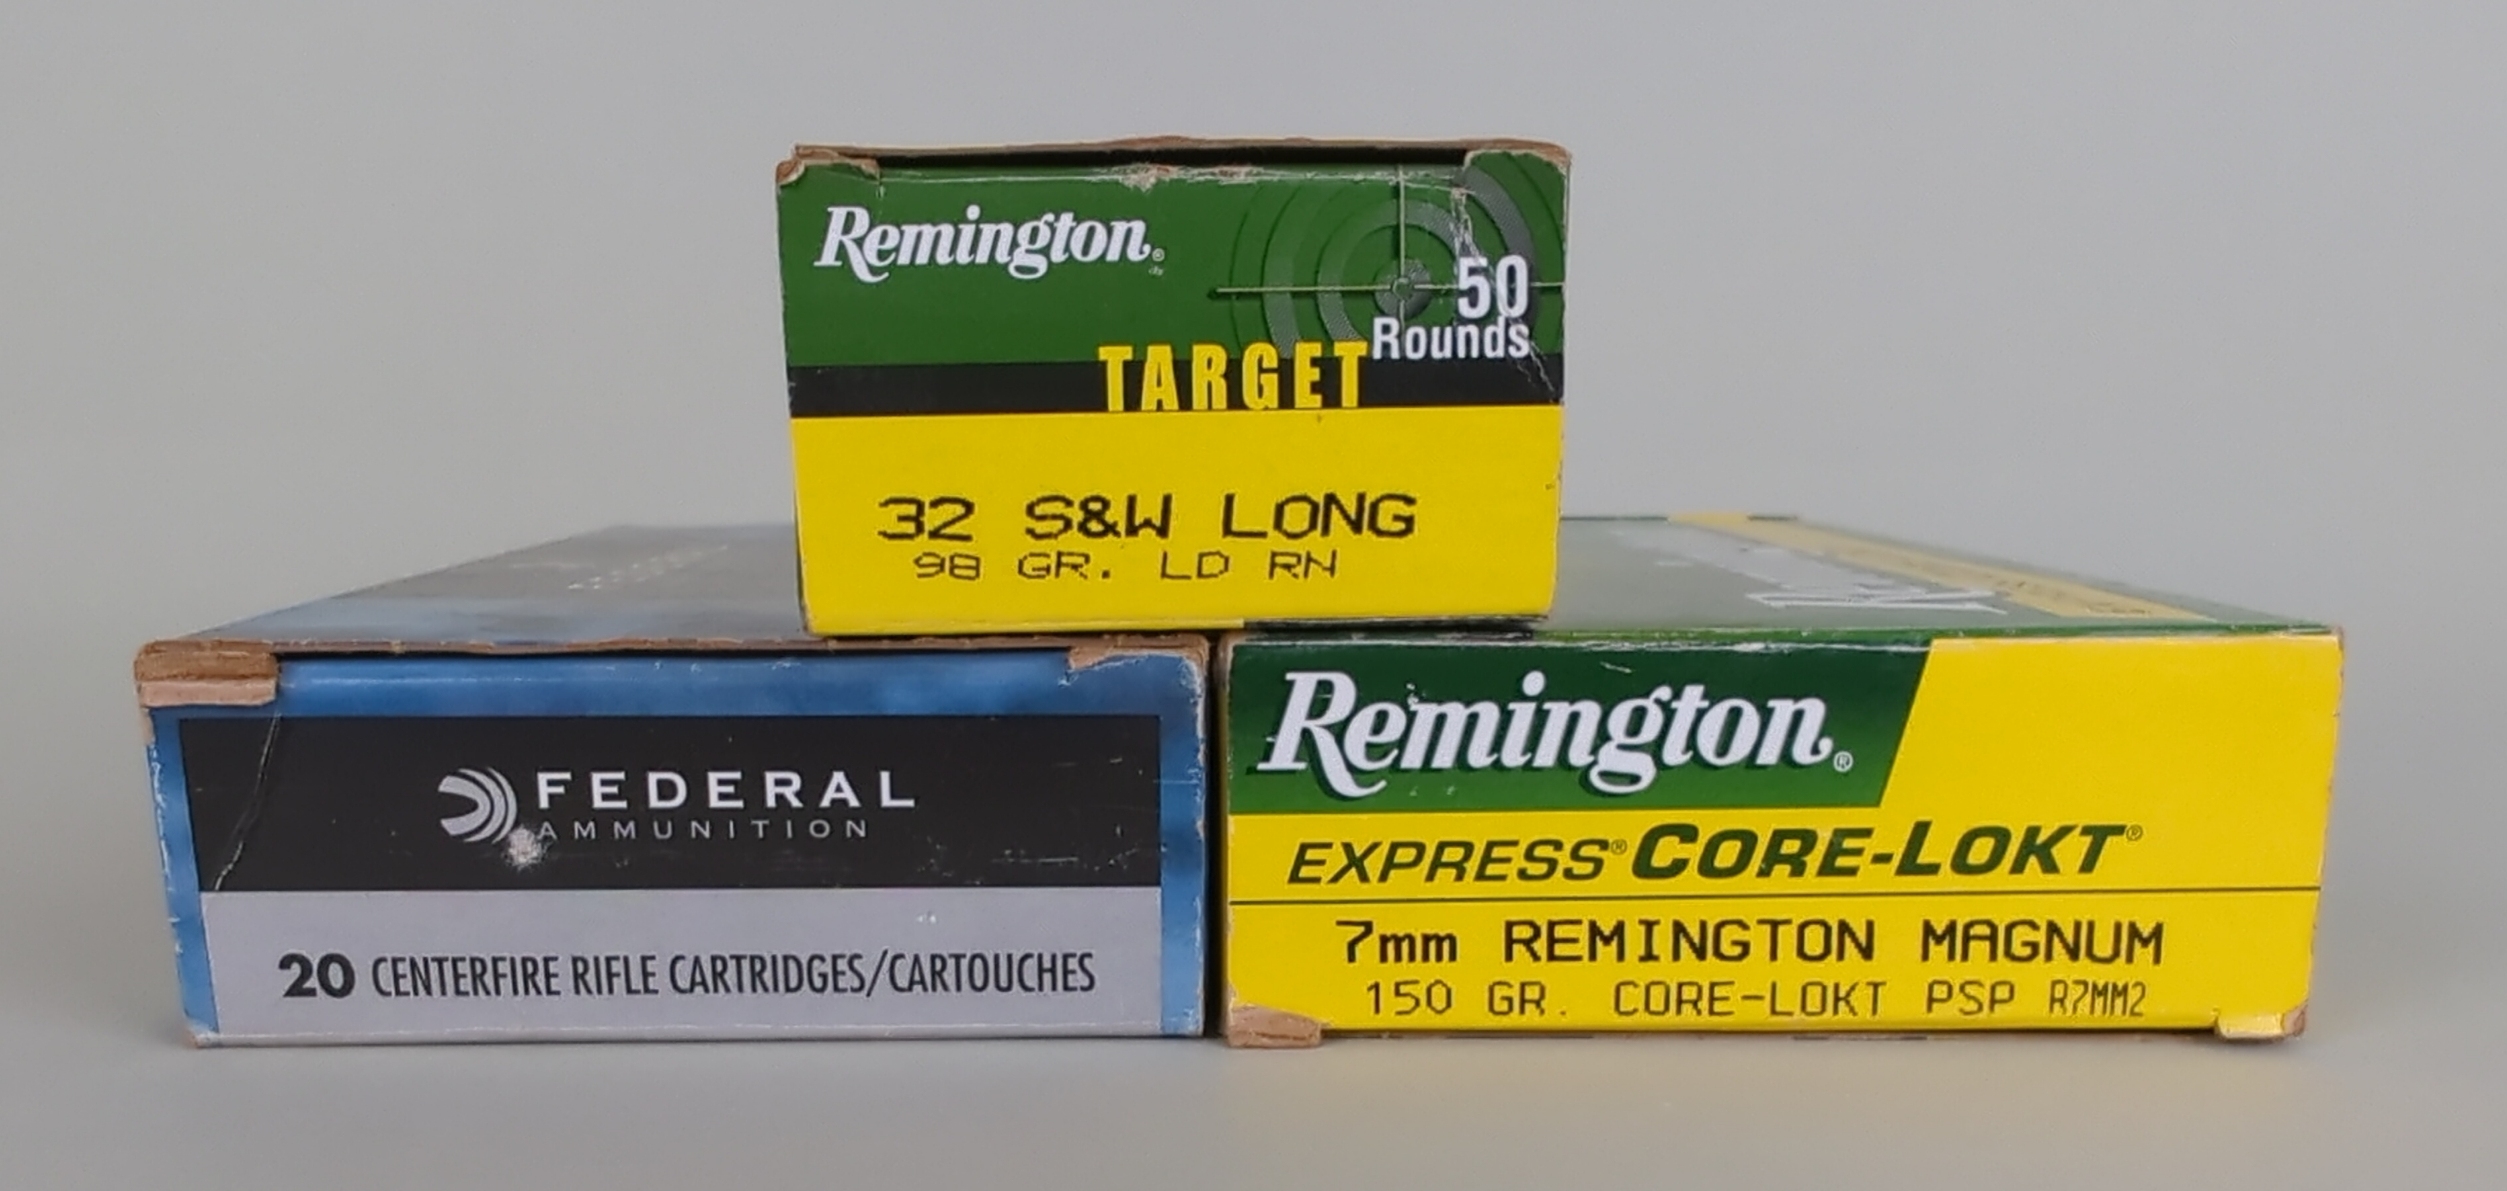 Remington®
50
Rounds
TARGET
32 S&W LONG
98 GR. LD RN
FEDERAL
AMMUNITION
20 CENTERFIRE RIFLE CARTRIDGES/CARTOUCHES
Remington®
EXPRESS® CORE-LOKT®
7mm REMINGTON MAGNUM
150 GR. CORE-LOKT PSP R7MM2